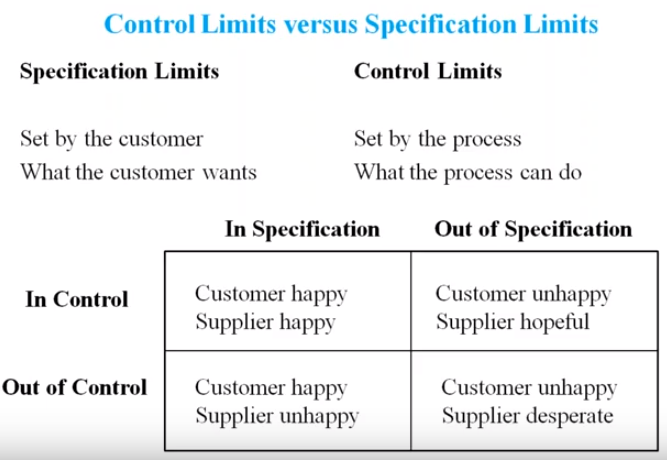 Control Limits versus Specification Limits
Specification Limits
Control Limits
Set by the customer
Set by the process
What the customer wants
What the process can do
In Specification
Out of Specification
In Control
Customer happy
Supplier happy
Customer unhappy
Supplier hopeful
Out of Control
Customer happy
Supplier unhappy
Customer unhappy
Supplier desperate